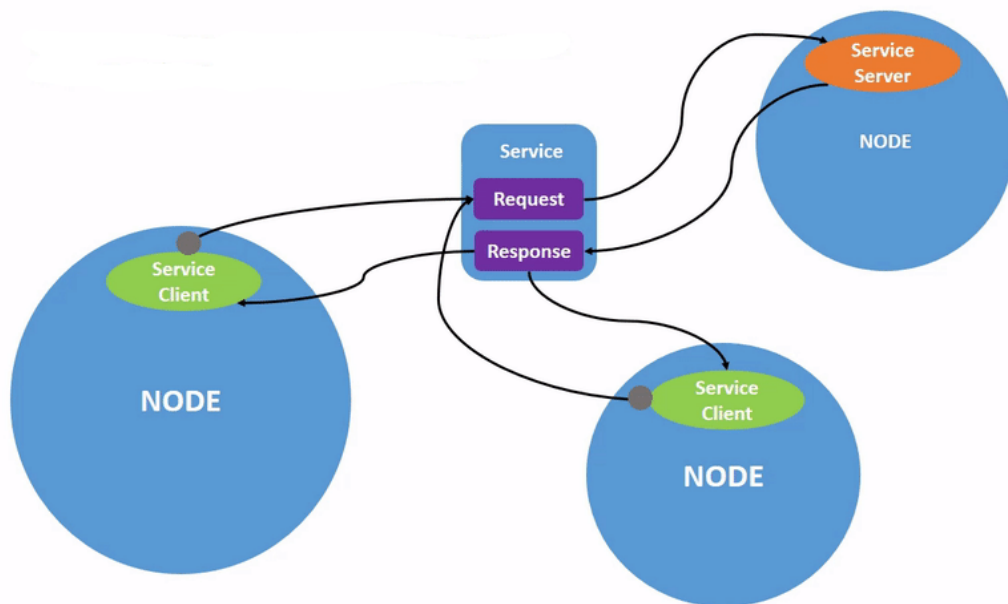 Service
Server
NODE
Service
Request
Response
Service
Client
NODE
Service
Client
NODE